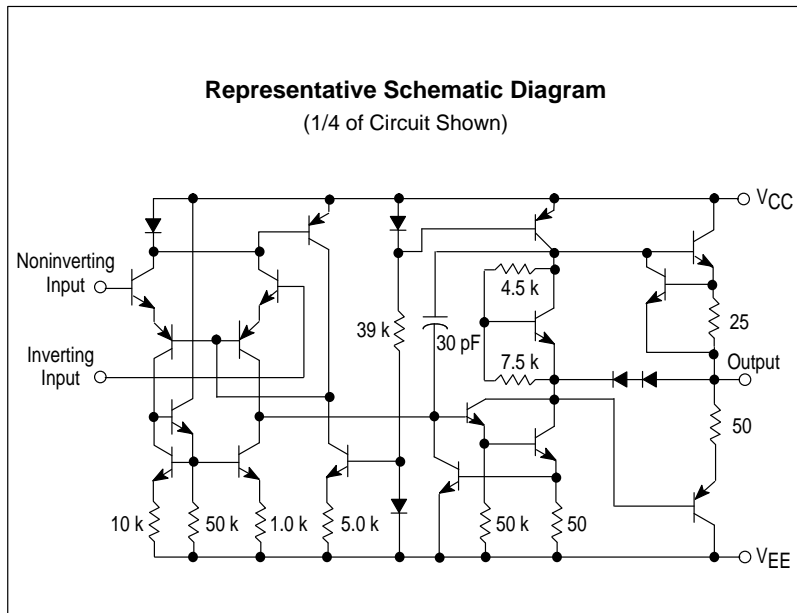 Representative Schematic Diagram
(1/4 of Circuit Shown)
VCC
Noninverting
Input
4.5 k
39 k
30 pF
25
Inverting
Input
7.5 k
Output
50
10 k
50 k
1.0 k
5.0 k
50 k
50
VEE